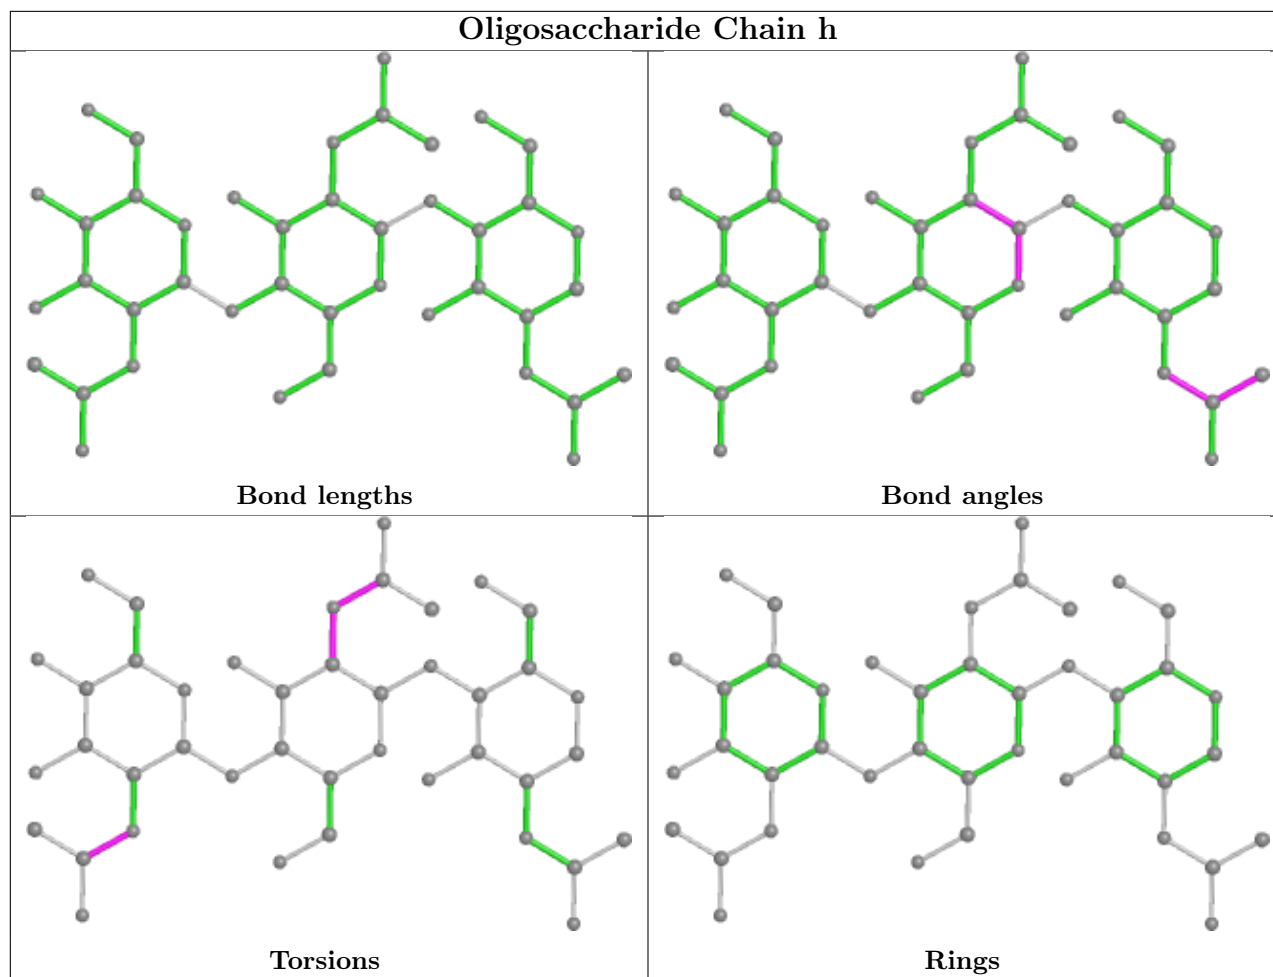 Oligosaccharide Chain h
Bond lengths
Bond angles
Torsions
Rings